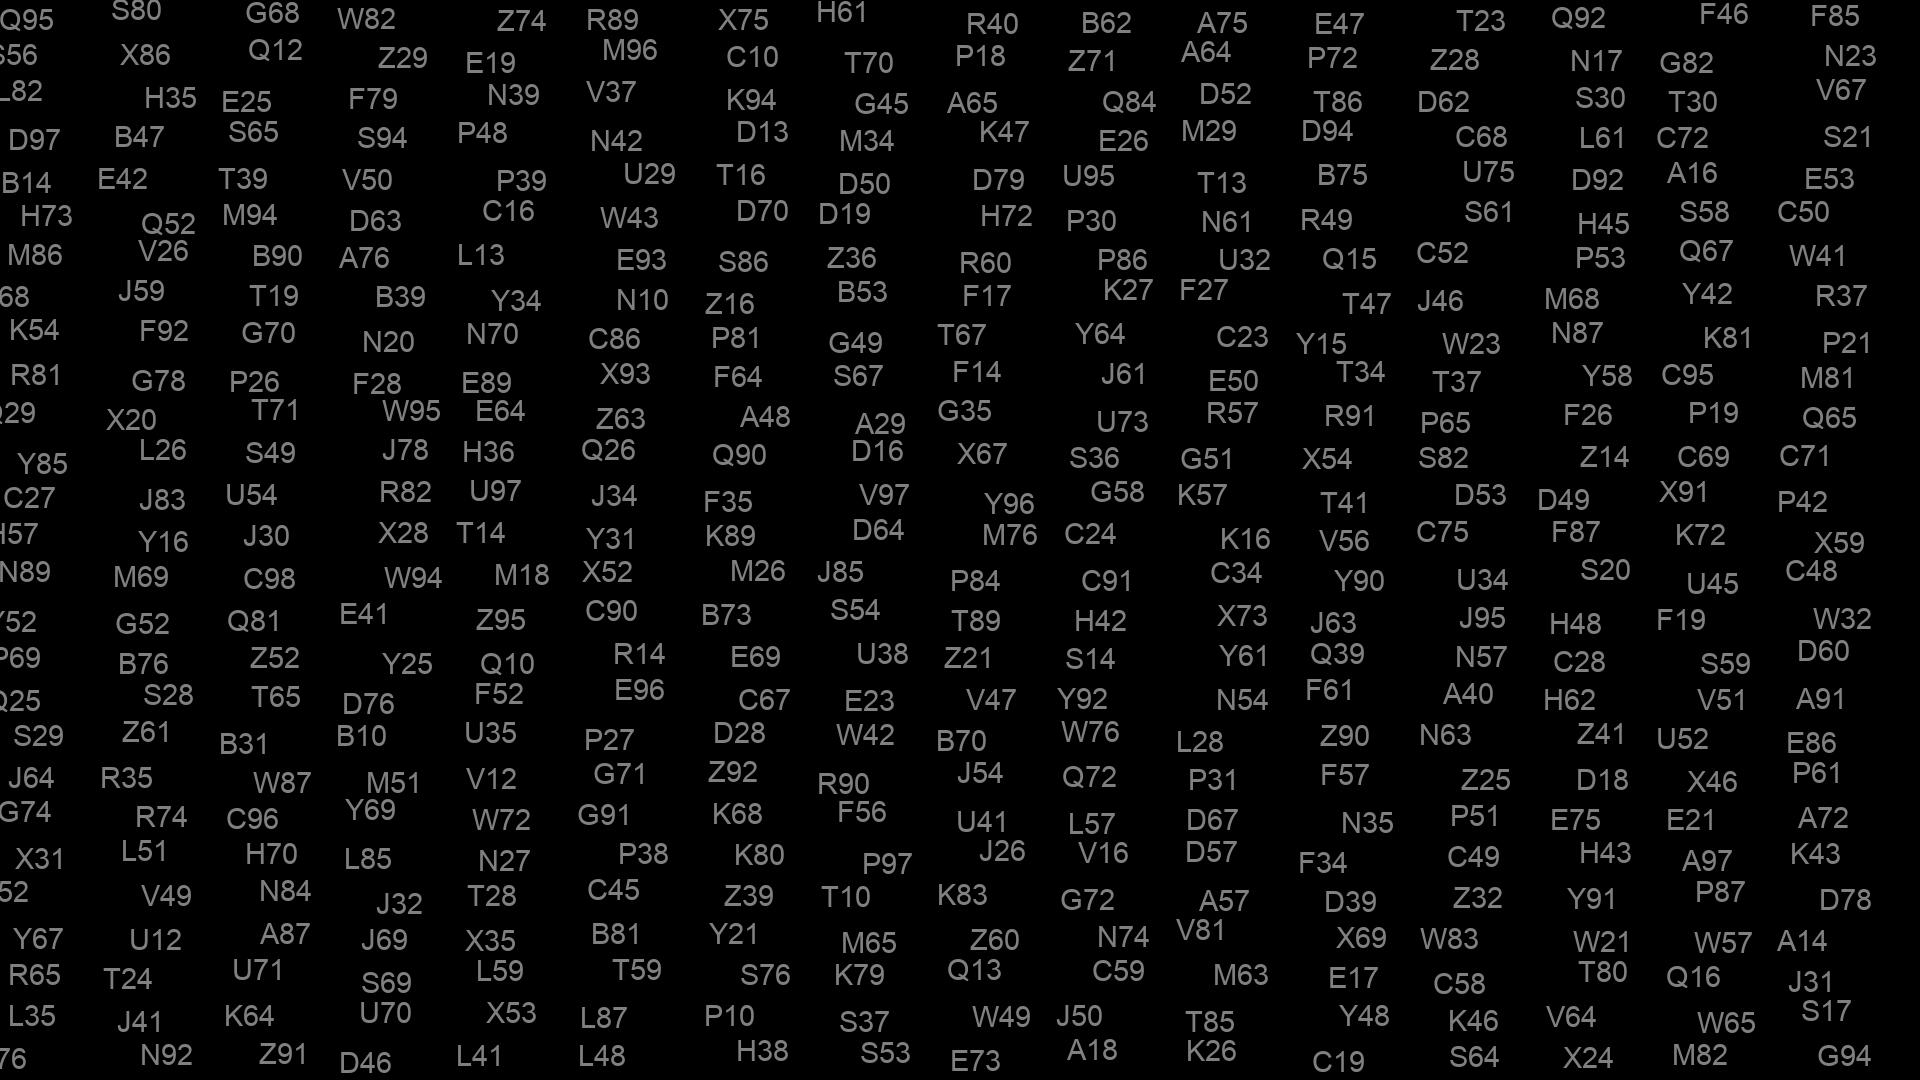 Q95 S80 G68 W82 Z74 R89 X75 H61 R40 B62 A75 E47 T23 Q92 F46 F85
S56 X86 Q12 Z29 E19 M96 C10 T70 P18 Z71 A64 P72 Z28 N17 G82 N23
L82 H35 E25 F79 N39 V37 K94 G45 A65 Q84 D52 T86 D62 S30 T30 V67
D97 B47 S65 S94 P48 N42 D13 M34 K47 E26 M29 D94 C68 L61 C72 S21
B14 E42 T39 V50 P39 U29 T16 D50 D79 U95 T13 B75 U75 D92 A16 E53
H73 Q52 M94 D63 C16 W43 D70 D19 H72 P30 N61 R49 S61 H45 S58 C50
M86 V26 B90 A76 L13 E93 S86 Z36 R60 P86 U32 Q15 C52 P53 Q67 W41
68 J59 T19 B39 Y34 N10 Z16 B53 F17 K27 F27 T47 J46 M68 Y42 R37
K54 F92 G70 N20 N70 C86 P81 G49 T67 Y64 C23 Y15 W23 N87 K81 P21
R81 G78 P26 F28 E89 X93 F64 S67 F14 J61 E50 T34 T37 Y58 C95 M81
Q29 X20 T71 W95 E64 Z63 A48 A29 G35 U73 R57 R91 P65 F26 P19 Q65
Y85 L26 S49 J78 H36 Q26 Q90 D16 X67 S36 G51 X54 S82 Z14 C69 C71
C27 J83 U54 R82 U97 J34 F35 V97 Y96 G58 K57 T41 D53 D49 X91 P42
H57 Y16 J30 X28 T14 Y31 K89 D64 M76 C24 K16 V56 C75 F87 K72 X59
N89 M69 C98 W94 M18 X52 M26 J85 P84 C91 C34 Y90 U34 S20 U45 C48
Y52 G52 Q81 E41 Z95 C90 B73 S54 T89 H42 X73 J63 J95 H48 F19 W32
P69 B76 Z52 Y25 Q10 R14 E69 U38 Z21 S14 Y61 Q39 N57 C28 S59 D60
Q25 S28 T65 D76 F52 E96 C67 E23 V47 Y92 N54 F61 A40 H62 V51 A91
S29 Z61 B31 B10 U35 P27 D28 W42 B70 W76 L28 Z90 N63 Z41 U52 E86
J64 R35 W87 M51 V12 G71 Z92 R90 J54 Q72 P31 F57 Z25 D18 X46 P61
G74 R74 C96 Y69 W72 G91 K68 F56 U41 L57 D67 N35 P51 E75 E21 A72
X31 L51 H70 L85 N27 P38 K80 P97 J26 V16 D57 F34 C49 H43 A97 K43
52 V49 N84 J32 T28 C45 Z39 T10 K83 G72 A57 D39 Z32 Y91 P87 D78
Y67 U12 A87 J69 X35 B81 Y21 M65 Z60 N74 V81 X69 W83 W21 W57 A14
R65 T24 U71 S69 L59 T59 S76 K79 Q13 C59 M63 E17 C58 T80 Q16 J31
L35 J41 K64 U70 X53 L87 P10 S37 W49 J50 T85 Y48 K46 V64 W65 S17
76 N92 Z91 D46 L41 L48 H38 S53 E73 A18 K26 C19 S64 X24 M82 G94